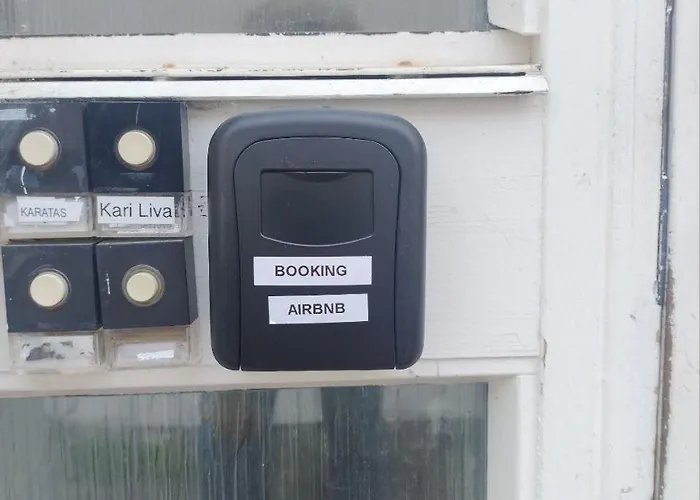 KARATAS
Kari Liva
BOOKING
AIRBNB